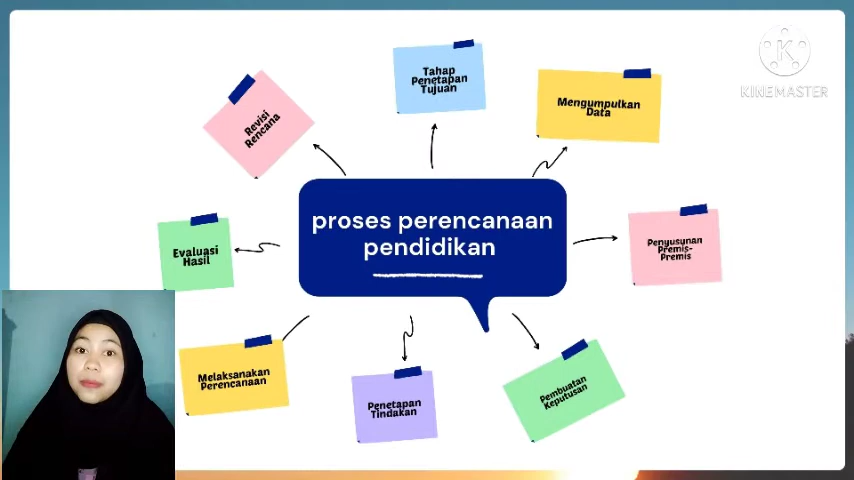 proses perencanaan
pendidikan
Tahap
Penetapan
Tujuan
Mengumpulkan
Data
Penyusunan
Premis-
Premis
Pembuatan
Keputusan
Penetapan
Tindakan
Melaksanakan
Perencanaan
Evaluasi
Hasil
Revisi
Rencana
K
KINEMASTER